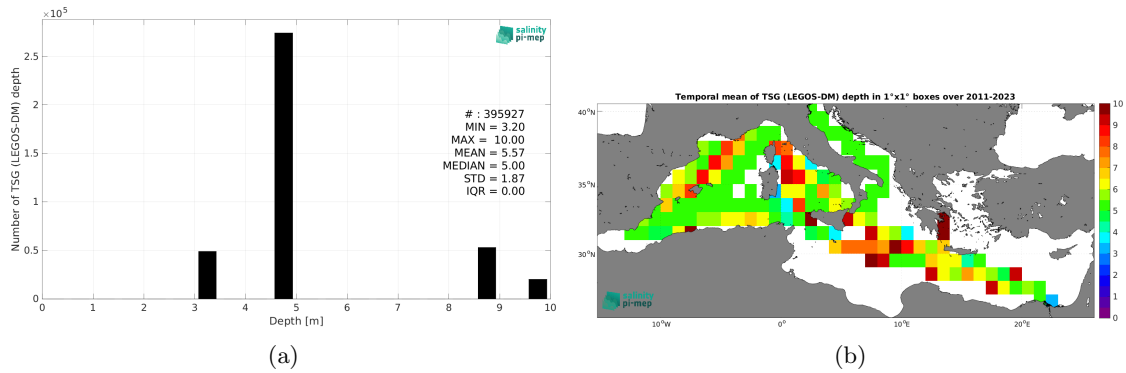 ×10⁵
salinity
pi-mep
2.5
2
1.5
1
0.5
0
Number of TSG (LEGOS-DM) depth
# : 395927
MIN = 3.20
MAX = 10.00
MEAN = 5.57
MEDIAN = 5.00
STD = 1.87
IQR = 0.00
0 1 2 3 4 5 6 7 8 9 10
Depth [m]
(a)
Temporal mean of TSG (LEGOS-DM) depth in 1°x1° boxes over 2011-2023
40°N
35°N
30°N
10°W 0° 10°E 20°E
salinity
pi-mep
10
9
8
7
6
5
4
3
2
1
0
(b)